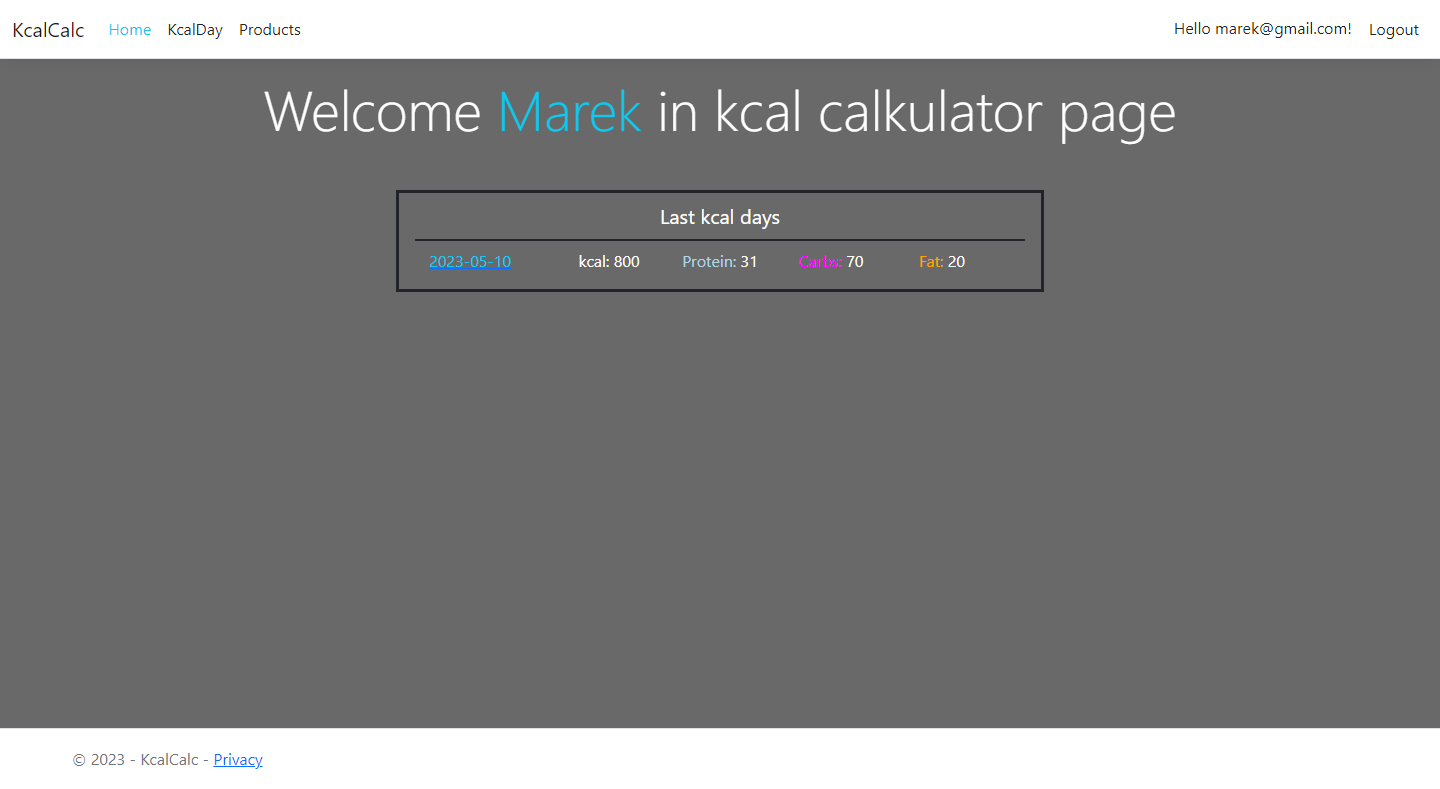 KcalCalc Home KcalDay Products Hello marek@gmail.com! Logout
Welcome Marek in kcal calkulator page
Last kcal days
2023-05-10 kcal: 800 Protein: 31 Carbs: 70 Fat: 20
© 2023 - KcalCalc - Privacy